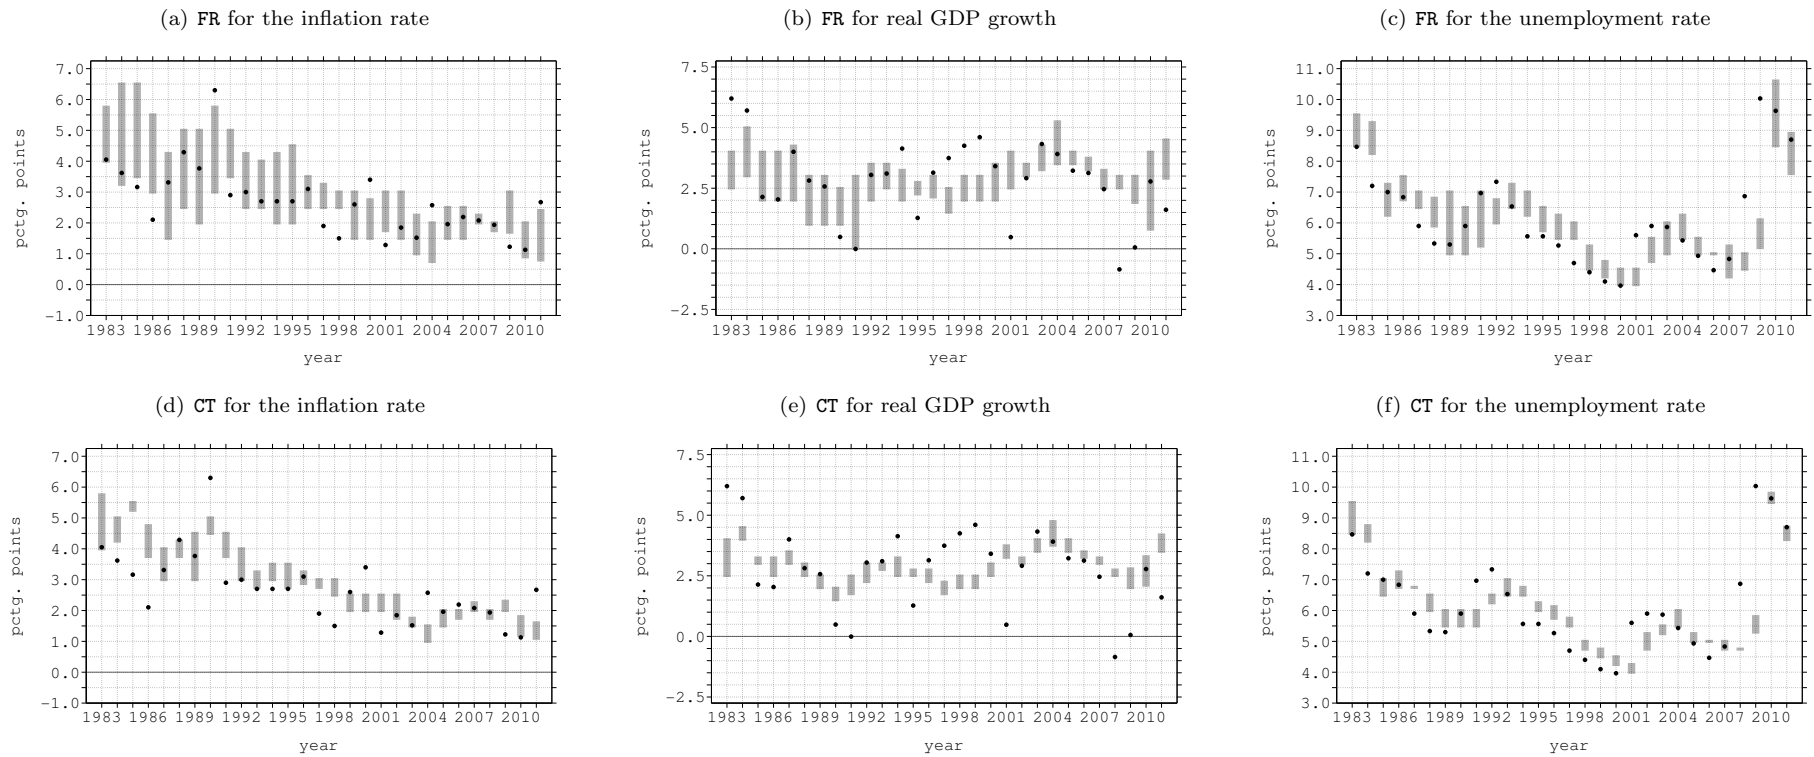 (a) FR for the inflation rate
7.0
6.0
5.0
4.0
3.0
2.0
1.0
0.0
−1.0
pctg. points
1983 1986 1989 1992 1995 1998 2001 2004 2007 2010
year
(b) FR for real GDP growth
7.5
5.0
2.5
0.0
−2.5
pctg. points
1983 1986 1989 1992 1995 1998 2001 2004 2007 2010
year
(c) FR for the unemployment rate
11.0
10.0
9.0
8.0
7.0
6.0
5.0
4.0
3.0
pctg. points
1983 1986 1989 1992 1995 1998 2001 2004 2007 2010
year
(d) CT for the inflation rate
7.0
6.0
5.0
4.0
3.0
2.0
1.0
0.0
−1.0
pctg. points
1983 1986 1989 1992 1995 1998 2001 2004 2007 2010
year
(e) CT for real GDP growth
7.5
5.0
2.5
0.0
−2.5
pctg. points
1983 1986 1989 1992 1995 1998 2001 2004 2007 2010
year
(f) CT for the unemployment rate
11.0
10.0
9.0
8.0
7.0
6.0
5.0
4.0
3.0
pctg. points
1983 1986 1989 1992 1995 1998 2001 2004 2007 2010
year